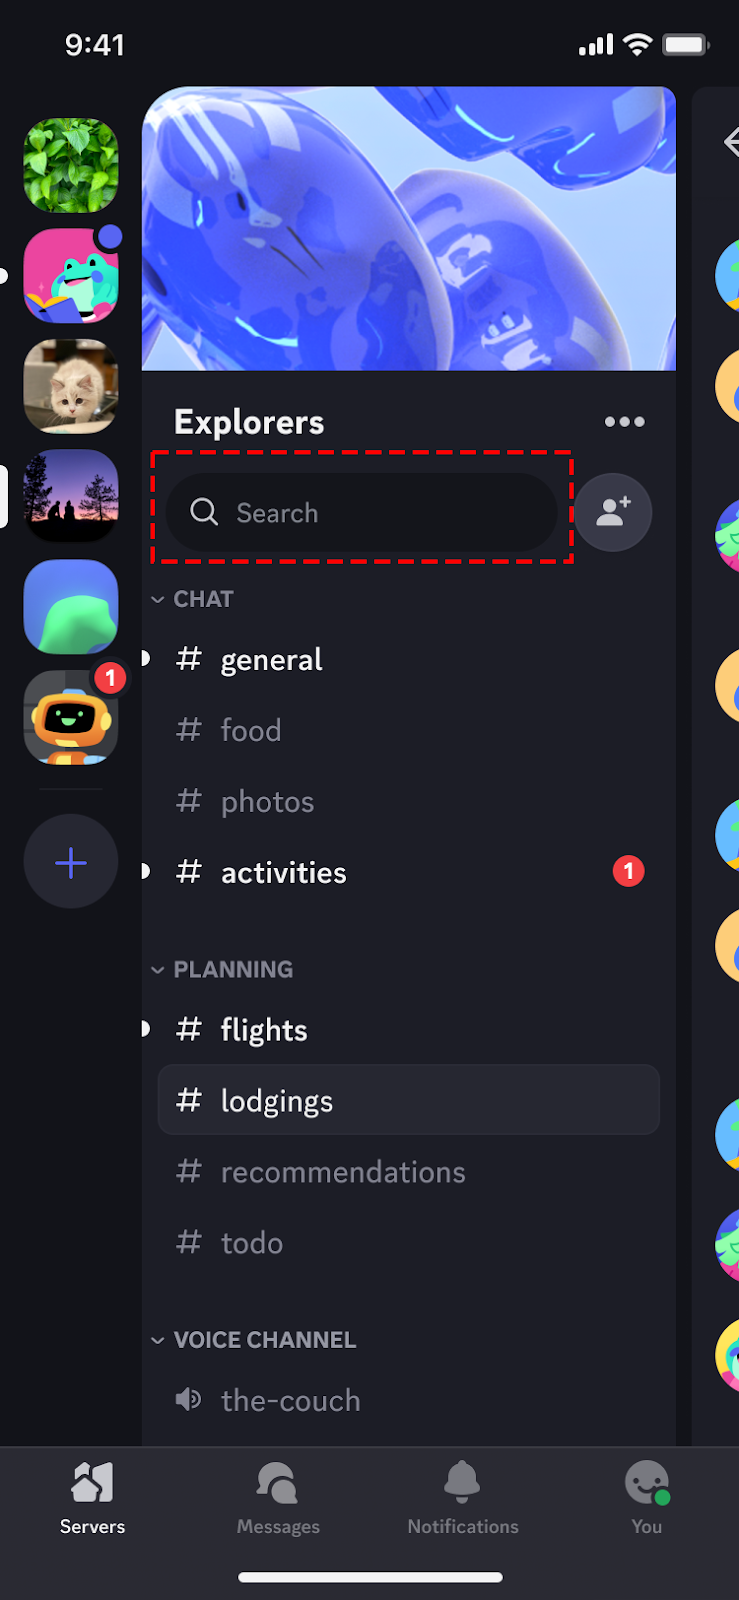 9:41
Explorers
Search
CHAT
# general
# food
# photos
# activities 1
1
PLANNING
# flights
# lodgings
# recommendations
# todo
VOICE CHANNEL
the-couch
Servers Messages Notifications You